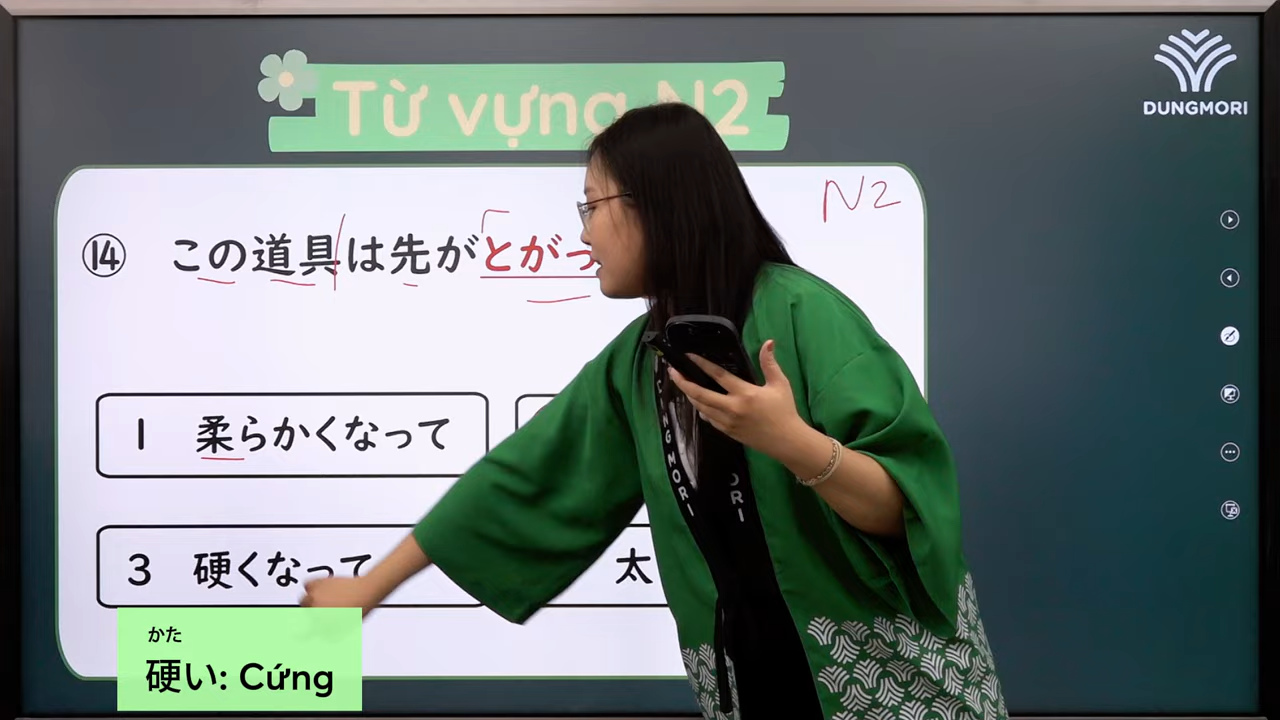 Từ vựng N2
DUNGMORI
N2
⑭ この道具は先がとがっ
1 柔らかくなって
3 硬くなって
太
かた
硬い: Cứng